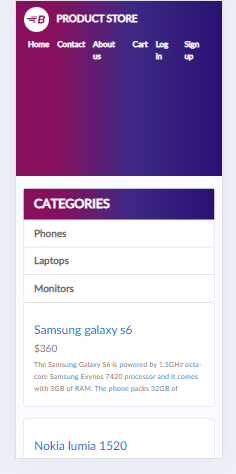 B PRODUCT STORE
Home Contact About us Cart Log in Sign up
CATEGORIES
Phones
Laptops
Monitors
Samsung galaxy s6
$360
The Samsung Galaxy S6 is powered by 1.5GHz octa-
core Samsung Exynos 7420 processor and it comes
with 3GB of RAM. The phone packs 32GB of
Nokia lumia 1520